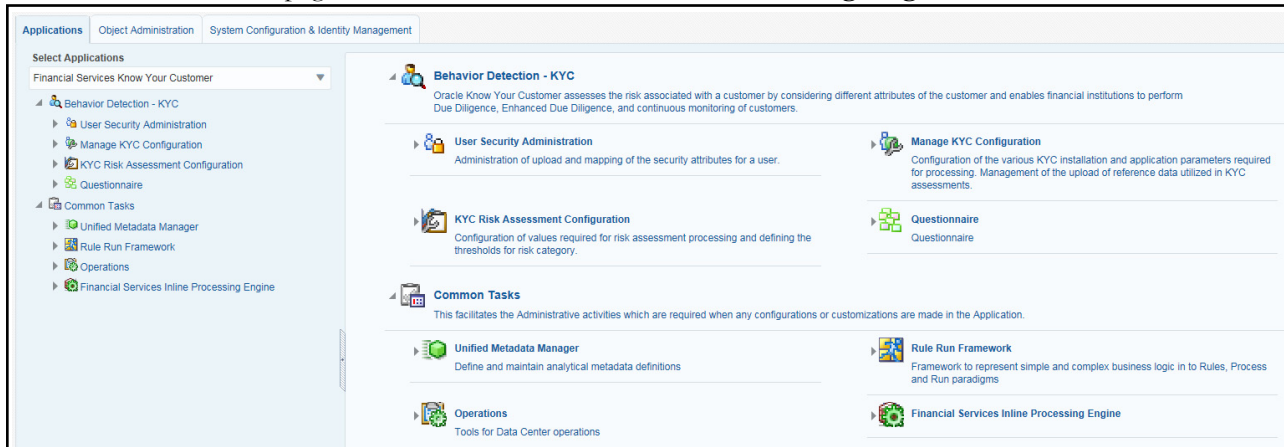 Applications Object Administration System Configuration & Identity Management
Select Applications
Financial Services Know Your Customer
Behavior Detection - KYC
User Security Administration
Manage KYC Configuration
KYC Risk Assessment Configuration
Questionnaire
Common Tasks
Unified Metadata Manager
Rule Run Framework
Operations
Financial Services Inline Processing Engine
Behavior Detection - KYC
Oracle Know Your Customer assesses the risk associated with a customer by considering different attributes of the customer and enables financial institutions to perform
Due Diligence, Enhanced Due Diligence, and continuous monitoring of customers.
User Security Administration
Administration of upload and mapping of the security attributes for a user.
Manage KYC Configuration
Configuration of the various KYC installation and application parameters required
for processing. Management of the upload of reference data utilized in KYC
assessments.
KYC Risk Assessment Configuration
Configuration of values required for risk assessment processing and defining the
thresholds for risk category.
Questionnaire
Questionnaire
Common Tasks
This facilitates the Administrative activities which are required when any configurations or customizations are made in the Application.
Unified Metadata Manager
Define and maintain analytical metadata definitions
Rule Run Framework
Framework to represent simple and complex business logic in to Rules, Process
and Run paradigms
Operations
Tools for Data Center operations
Financial Services Inline Processing Engine